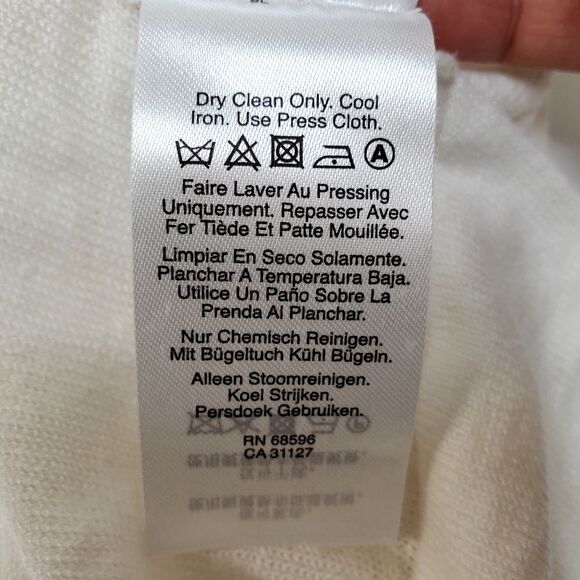 Dry Clean Only. Cool
Iron. Use Press Cloth.
A
Faire Laver Au Pressing
Uniquement. Repasser Avec
Fer Tiède Et Patte Mouillée.
Limpiar En Seco Solamente.
Planchar A Temperatura Baja.
Utilice Un Paño Sobre La
Prenda Al Planchar.
Nur Chemisch Reinigen.
Mit Bügeltuch Kühl Bügeln.
Alleen Stoomreinigen.
Koel Strijken.
Persdoek Gebruiken.
RN 68596
CA 31127